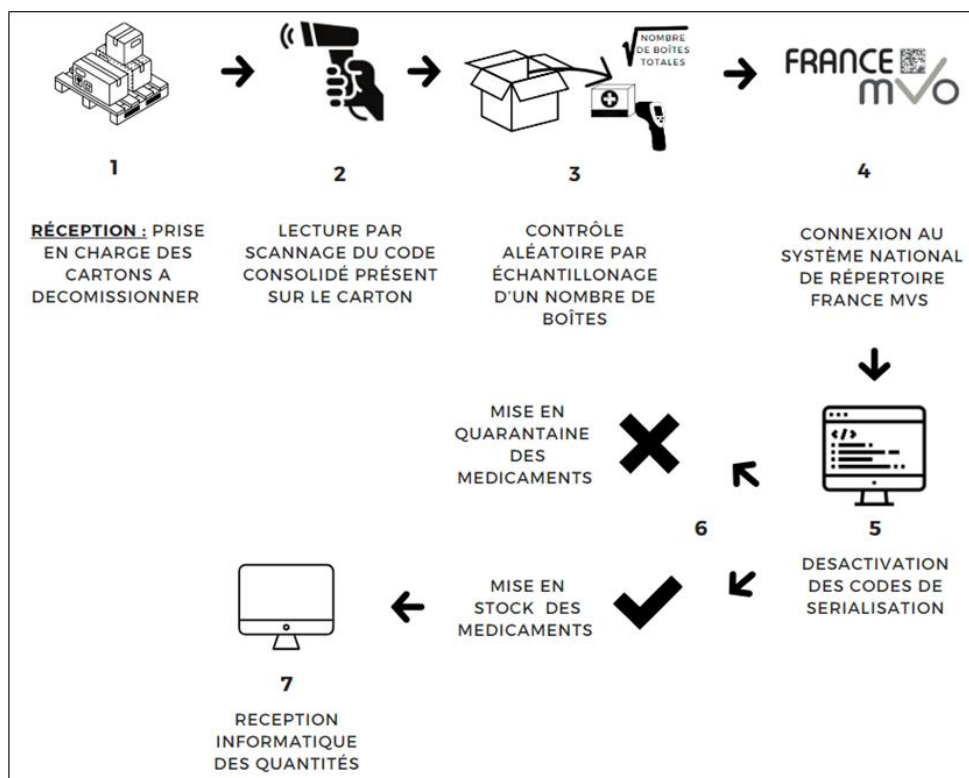 NOMBRE
DE BOÎTES
TOTALES
FRANCE
mvo
1
2
3
4
RÉCEPTION : PRISE
EN CHARGE DES
CARTONS A
DECOMISSIONNER
LECTURE PAR
SCANNAGE DU CODE
CONSOLIDÉ PRÉSENT
SUR LE CARTON
CONTRÔLE
ALÉATOIRE PAR
ÉCHANTILLONAGE
D'UN NOMBRE DE
BOÎTES
CONNEXION AU
SYSTÈME NATIONAL
DE RÉPERTOIRE
FRANCE MVS
MISE EN
QUARANTAINE
DES
MEDICAMENTS
</>
5
6
DESACTIVATION
DES CODES DE
SERIALISATION
MISE EN
STOCK DES
MEDICAMENTS
7
RECEPTION
INFORMATIQUE
DES QUANTITÉS